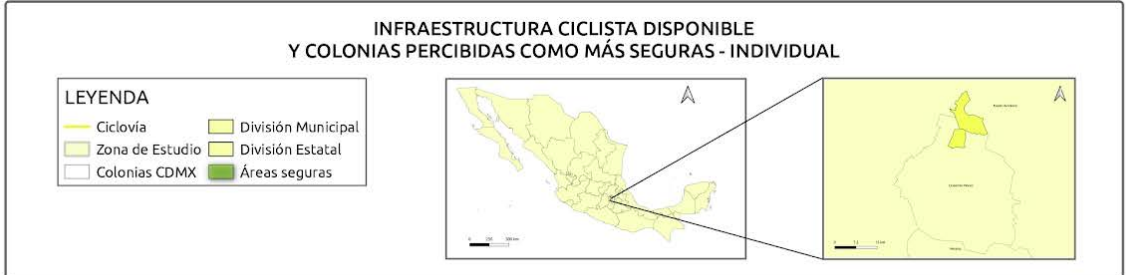 INFRAESTRUCTURA CICLISTA DISPONIBLE
Y COLONIAS PERCIBIDAS COMO MÁS SEGURAS - INDIVIDUAL
LEYENDA
Ciclovía
División Municipal
Zona de Estudio
División Estatal
Colonias CDMX
Áreas seguras